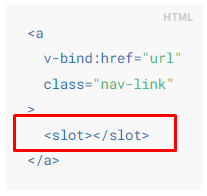 HTML
<a
v-bind:href="url"
class="nav-link"
>
<slot></slot>
</a>